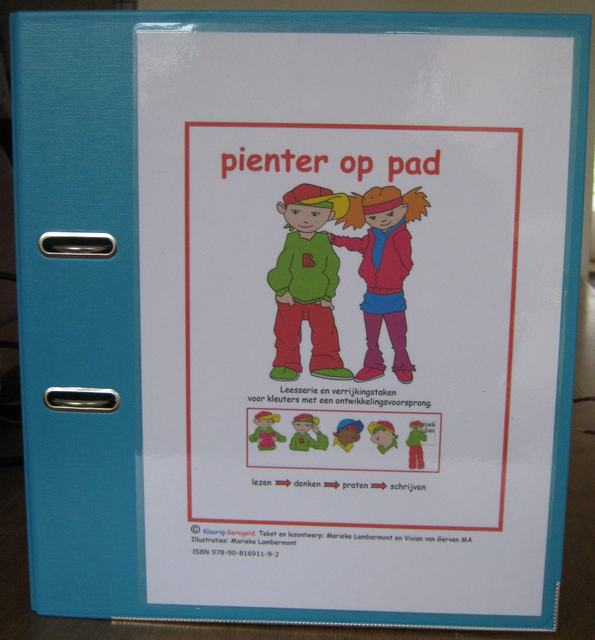 pienter op pad
B
Leesserie en verrijkingstaken
voor kleuters met een ontwikkelingsvoorsprong.
lezen denken praten schrijven
© Kleurig Geregeld. Tekst en lesontwerp: Marieke Lambermont en Vivian van Gerven MA
Illustraties: Marieke Lambermont
ISBN 978-90-816911-9-2